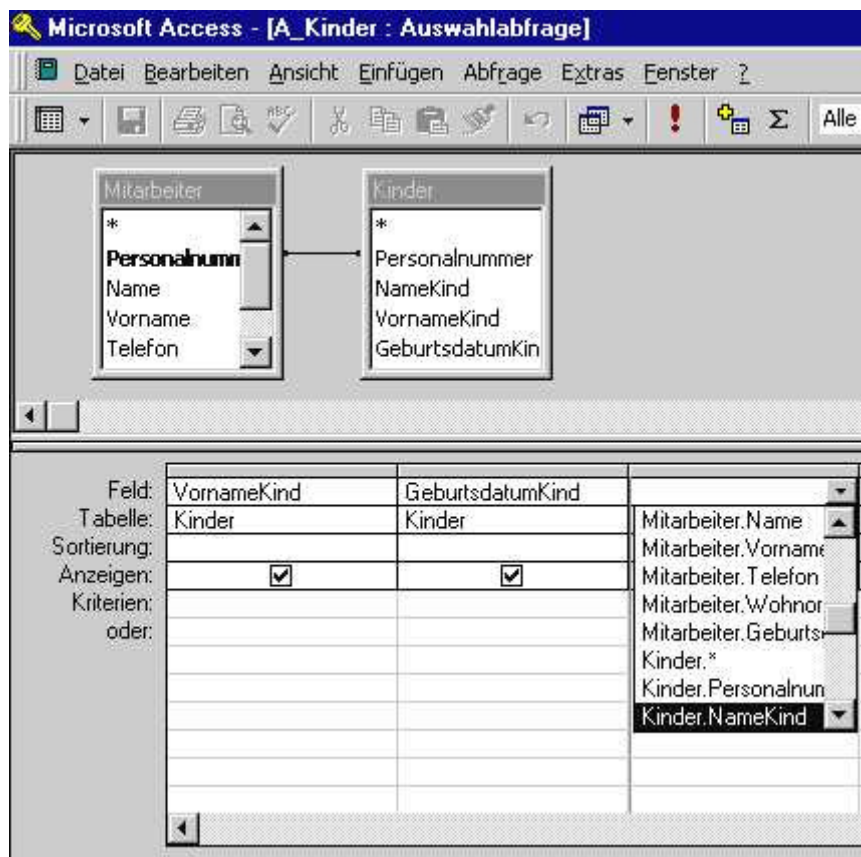 Microsoft Access - [A_Kinder : Auswahlabfrage]
Datei Bearbeiten Ansicht Einfügen Abfrage Extras Fenster ?
ABC Σ Alle
Mitarbeiter
*
Personalnumn
Name
Vorname
Telefon
Kinder
*
Personalnummer
NameKind
VornameKind
GeburtsdatumKin
Feld: VornameKind GeburtsdatumKind
Tabelle: Kinder Kinder
Sortierung:
Anzeigen:
Kriterien:
oder:
Mitarbeiter.Name
Mitarbeiter.Vorname
Mitarbeiter.Telefon
Mitarbeiter.Wohnor
Mitarbeiter.Geburts
Kinder.*
Kinder.Personalnun
Kinder.NameKind